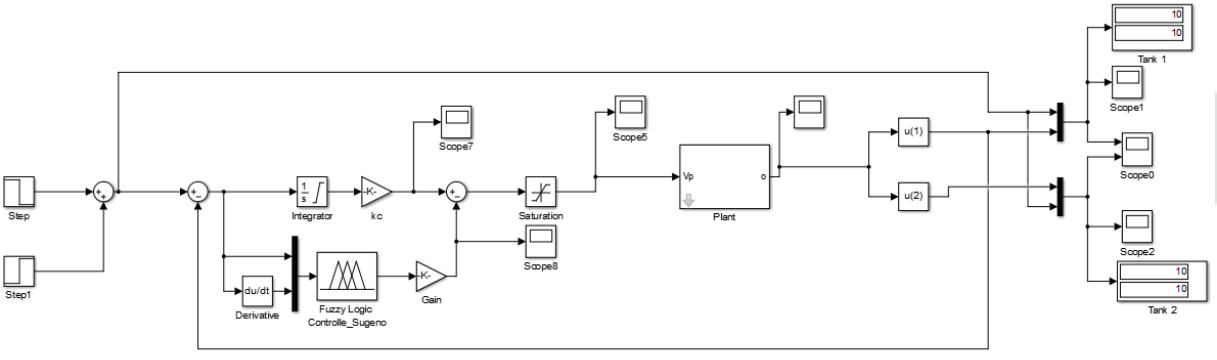 10
10
Tank 1
Scope1
Scope7
Scope5
Vp
o
Plant
u(1)
u(2)
Scope0
Step
+
+
+
−
1
s
Integrator
-K-
kc
+
−
Saturation
Scope8
Scope2
Step1
du/dt
Derivative
Fuzzy Logic
Controlle_Sugeno
-K-
Gain
10
10
Tank 2